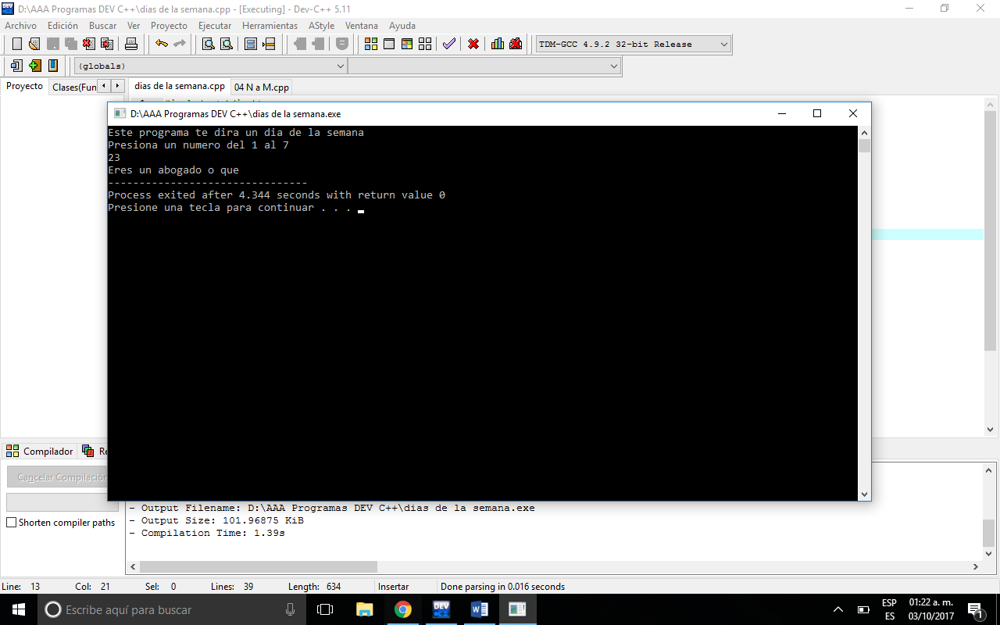 D:\AAA Programas DEV C++\dias de la semana.cpp - [Executing] - Dev-C++ 5.11
Archivo Edición Buscar Ver Proyecto Ejecutar Herramientas AStyle Ventana Ayuda
TDM-GCC 4.9.2 32-bit Release
(globals)
Proyecto Clases(Fun dias de la semana.cpp 04 N a M.cpp
D:\AAA Programas DEV C++\dias de la semana.exe
Este programa te dira un dia de la semana
Presiona un numero del 1 al 7
23
Eres un abogado o que
--------------------------------
Process exited after 4.344 seconds with return value 0
Presione una tecla para continuar . . .
Compilador Re
Cancelar Compilación
Shorten compiler paths
- Output Filename: D:\AAA Programas DEV C++\dias de la semana.exe
- Output Size: 101.96875 KiB
- Compilation Time: 1.39s
Line: 13 Col: 21 Sel: 0 Lines: 39 Length: 634 Insertar Done parsing in 0.016 seconds
Escribe aquí para buscar
ESP
ES
01:22 a. m.
03/10/2017
1